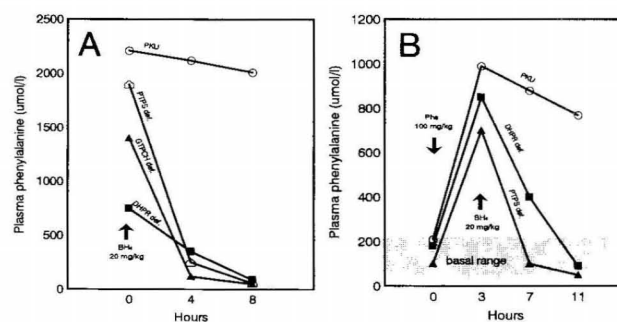 A
Plasma phenylalanine (umol/l)
2500
2000
1500
1000
500
0
PKU
PTPS def.
GTPCH def.
DHPR def.
BH₄
20 mg/kg
0 4 8
Hours
B
Plasma phenylalanine (umol/l)
1200
1000
800
600
400
200
0
PKU
Phe
100 mg/kg
DHPR def.
PTPS def.
BH₄
20 mg/kg
basal range
0 3 7 11
Hours